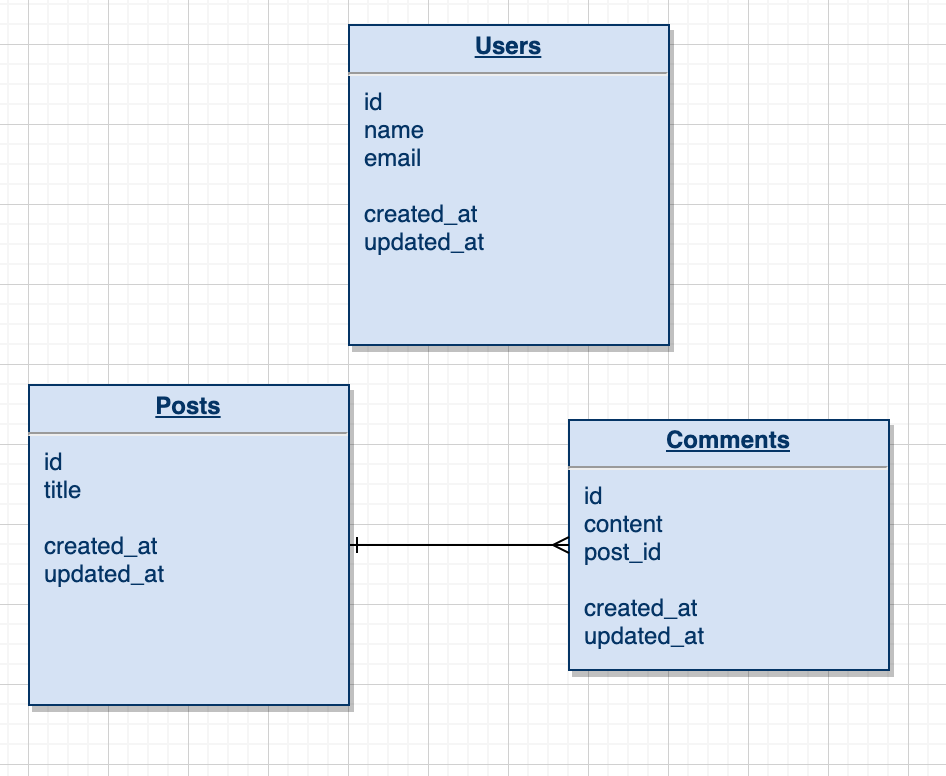 Users
id
name
email
created_at
updated_at
Posts
id
title
created_at
updated_at
Comments
id
content
post_id
created_at
updated_at